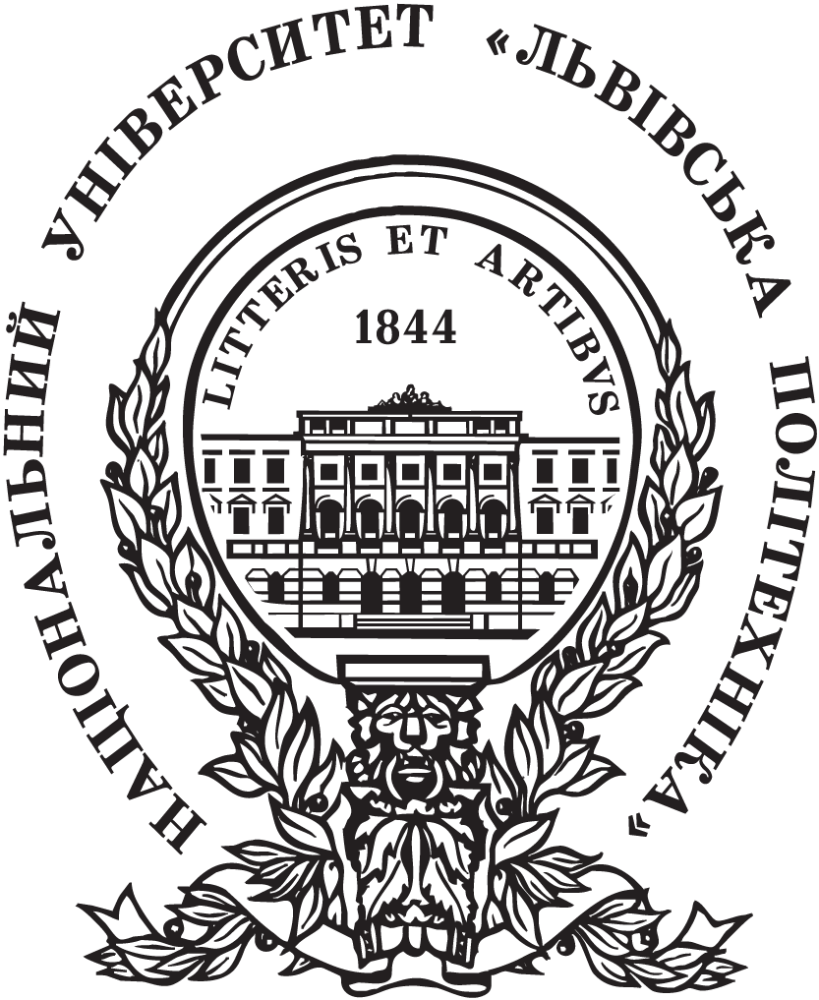 НАЦІОНАЛЬНИЙ УНІВЕРСИТЕТ «ЛЬВІВСЬКА ПОЛІТЕХНІКА»
LITTERIS ET ARTIBVS
1844